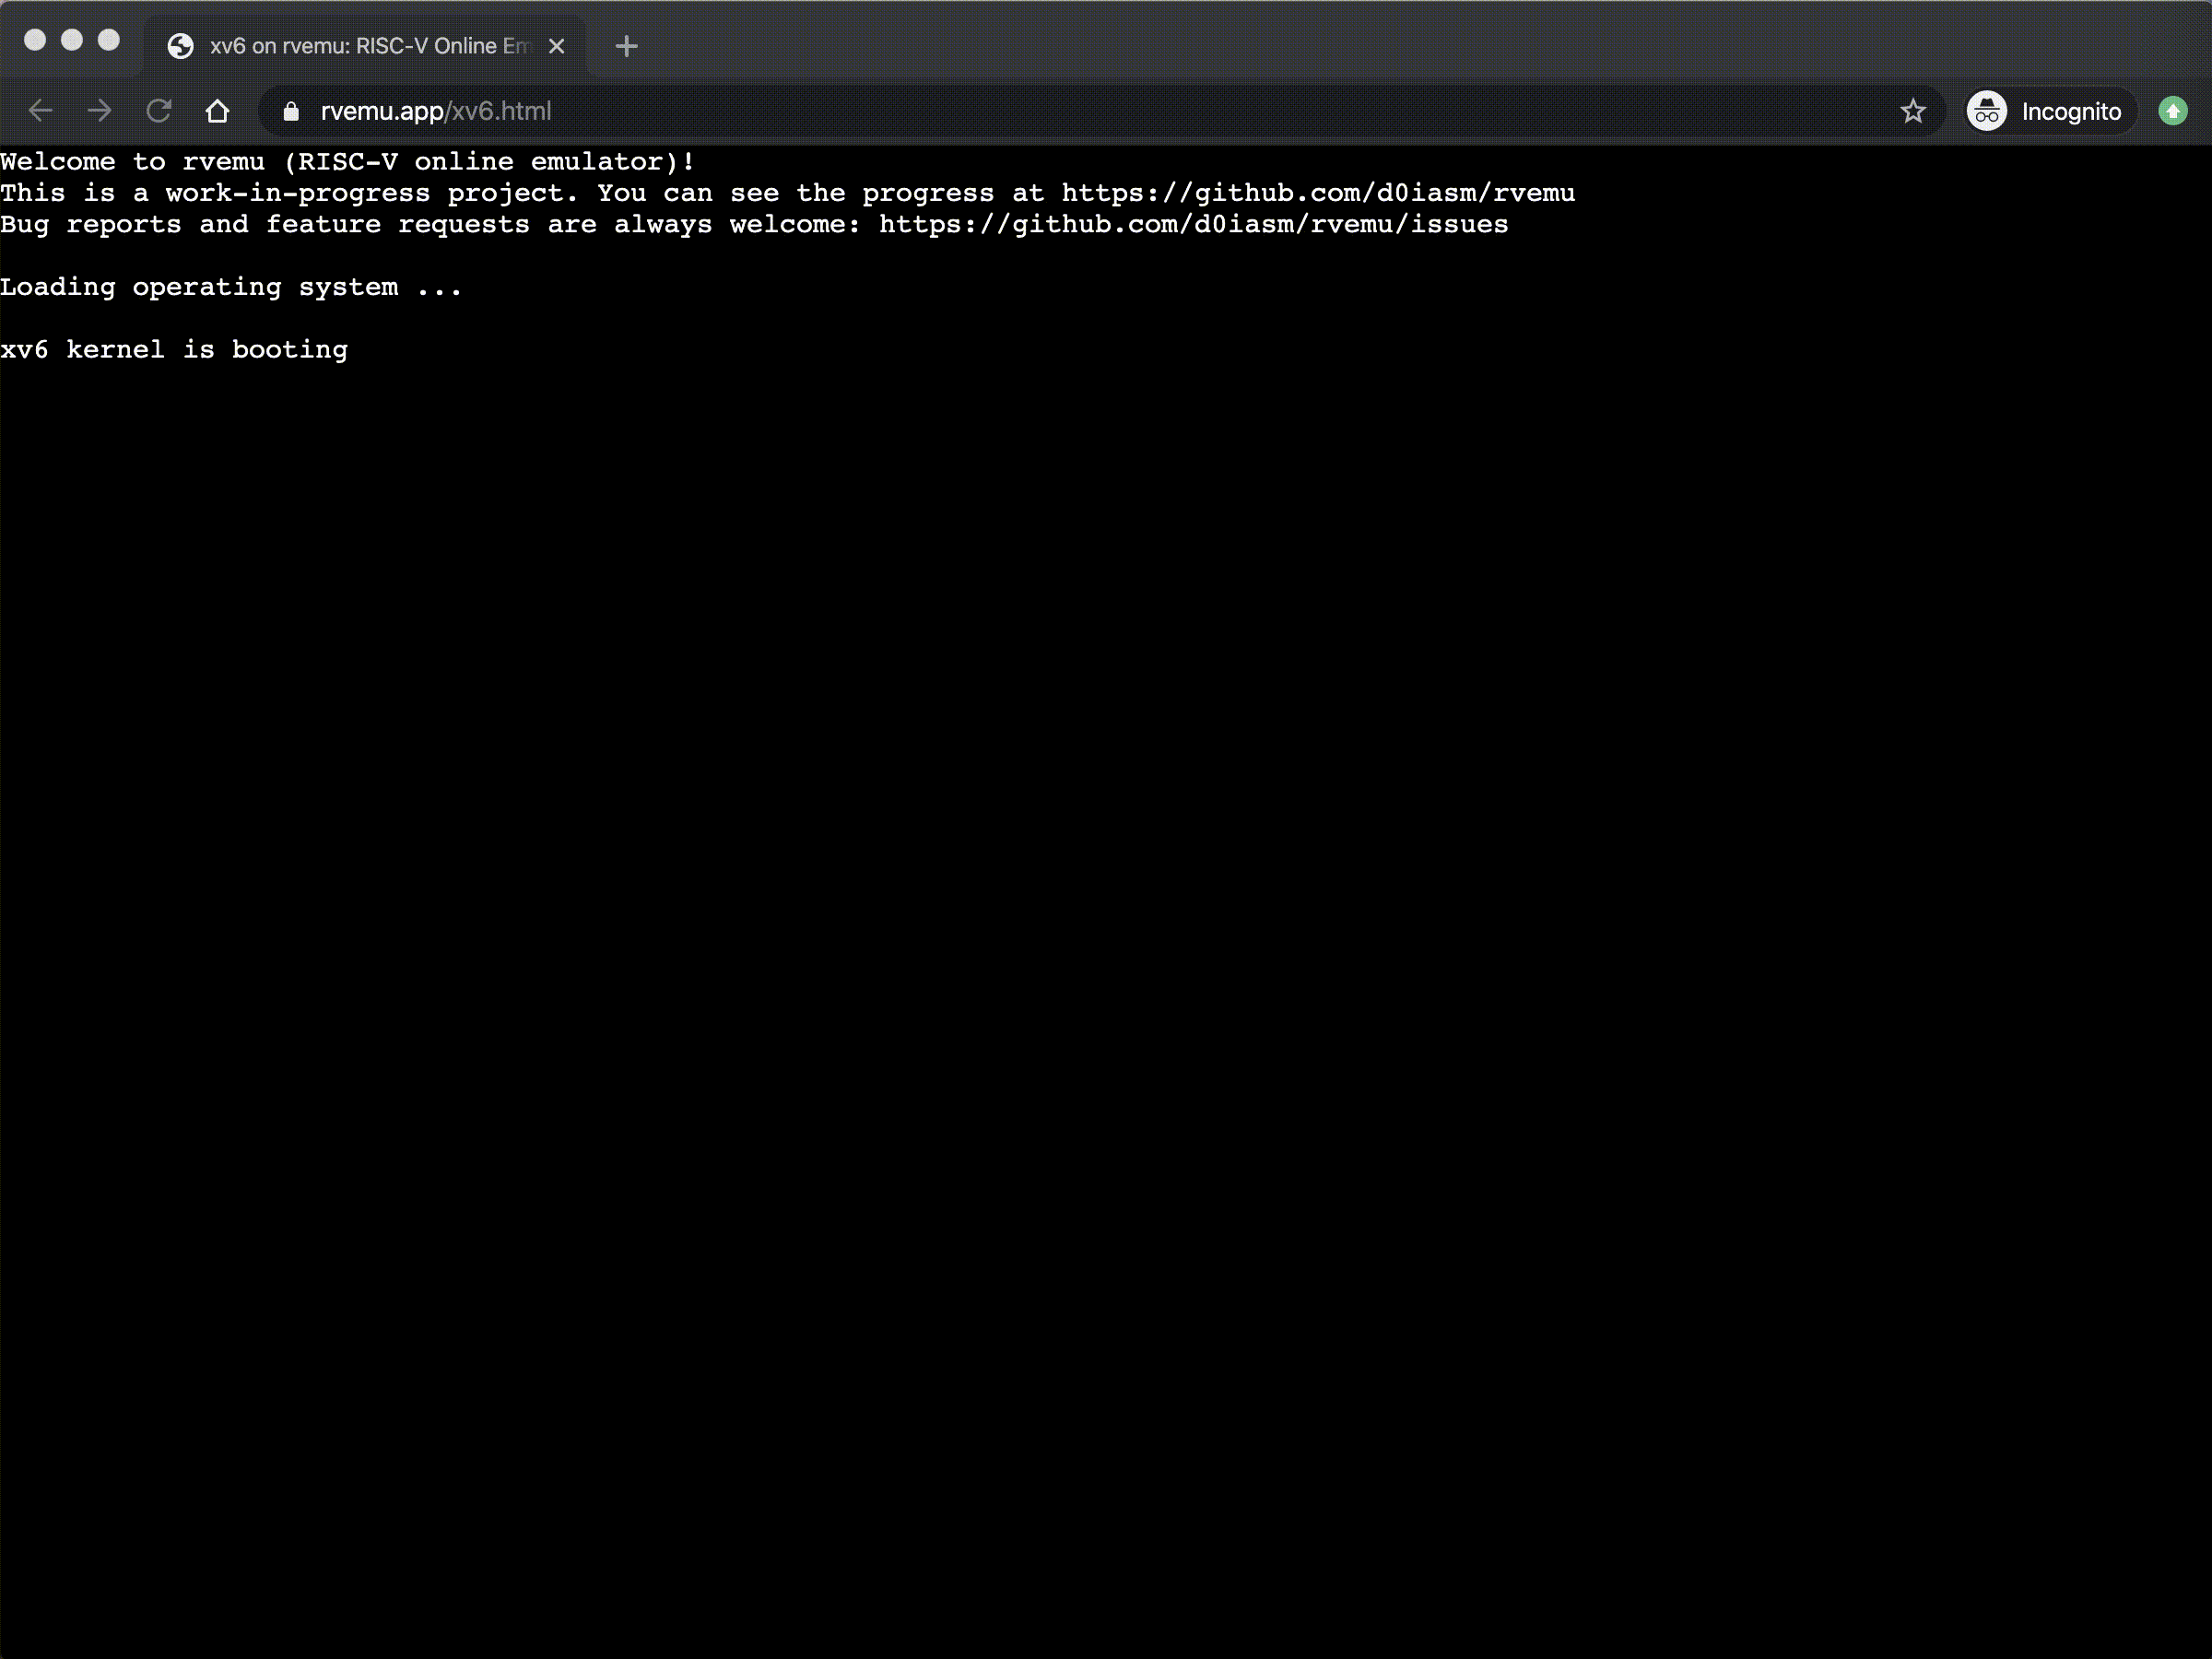 xv6 on rvemu: RISC-V Online Em
rvemu.app/xv6.html
Incognito
Welcome to rvemu (RISC-V online emulator)!
This is a work-in-progress project. You can see the progress at https://github.com/d0iasm/rvemu
Bug reports and feature requests are always welcome: https://github.com/d0iasm/rvemu/issues
Loading operating system ...
xv6 kernel is booting